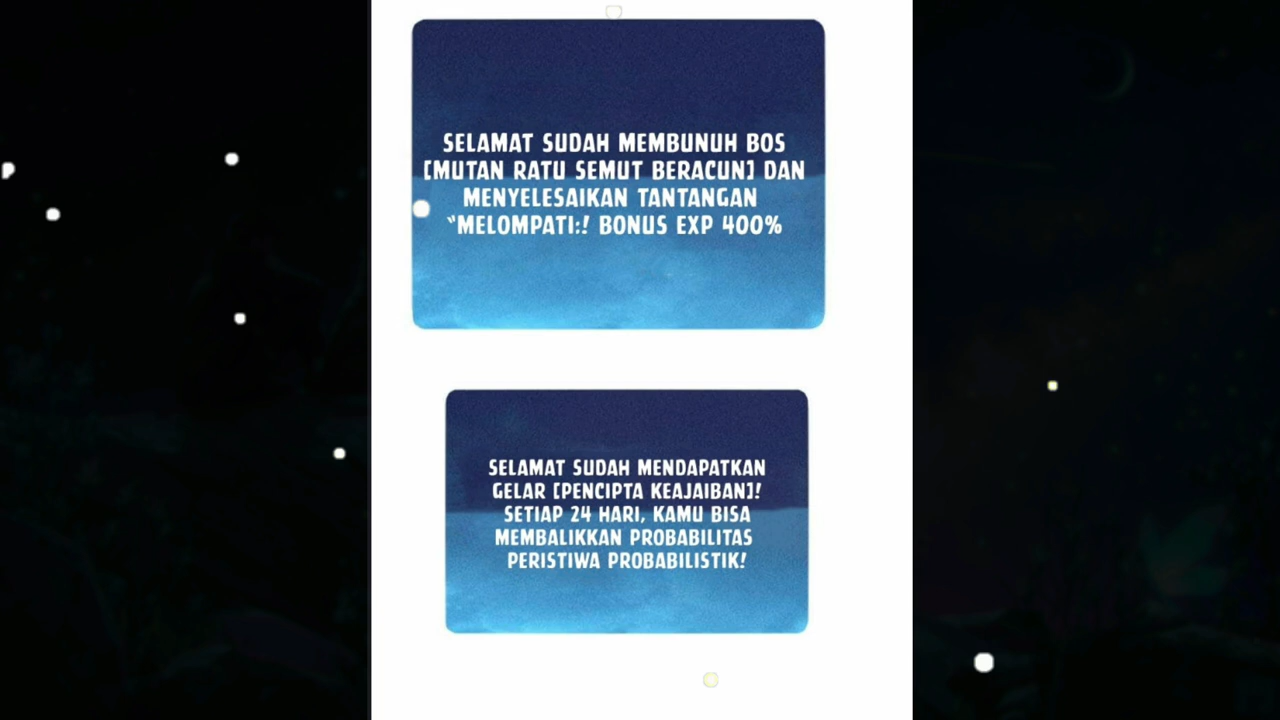 SELAMAT SUDAH MEMBUNUH BOS
[MUTAN RATU SEMUT BERACUN] DAN
MENYELESAIKAN TANTANGAN
“MELOMPATI:! BONUS EXP 400%
SELAMAT SUDAH MENDAPATKAN
GELAR [PENCIPTA KEAJAIBAN]!
SETIAP 24 HARI, KAMU BISA
MEMBALIKKAN PROBABILITAS
PERISTIWA PROBABILISTIK!